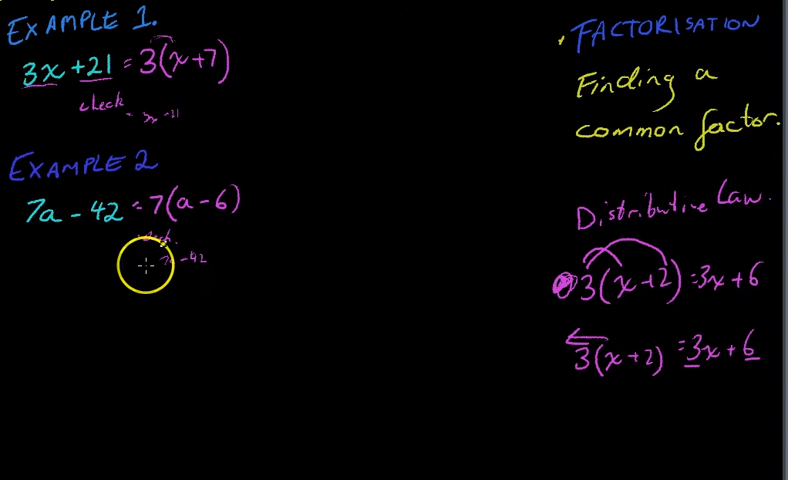 EXAMPLE 1.
3x + 21 = 3(x + 7)
check
EXAMPLE 2
7a - 42 = 7(a - 6)
- 42
FACTORISATION
Finding a
common factor.
Distributive Law.
3(x + 2) = 3x + 6
3(x + 2) = 3x + 6